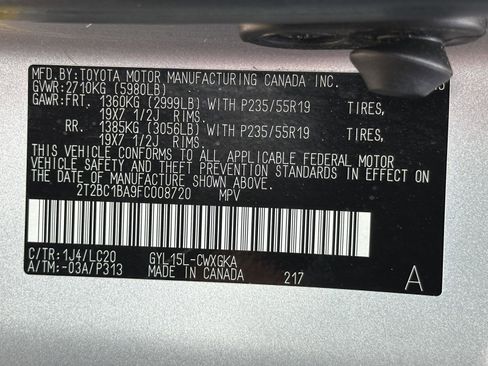 MFD.BY:TOYOTA MOTOR MANUFACTURING CANADA INC.
GVWR:2710KG (5980LB)
GAWR:FRT. 1360KG (2999LB) WITH P235/55R19 TIRES,
19X7 1/2J RIMS.
RR. 1385KG (3056LB) WITH P235/55R19 TIRES,
19X7 1/2J RIMS.
THIS VEHICLE CONFORMS TO ALL APPLICABLE FEDERAL MOTOR
VEHICLE SAFETY AND THEFT PREVENTION STANDARDS IN EFFECT ON
THE DATE OF MANUFACTURE SHOWN ABOVE.
2T2BC1BA9FC008720 MPV
C/TR:1J4/LC20 GYL15L-CWXGKA
A/TM:-03A/P313 MADE IN CANADA 217 A